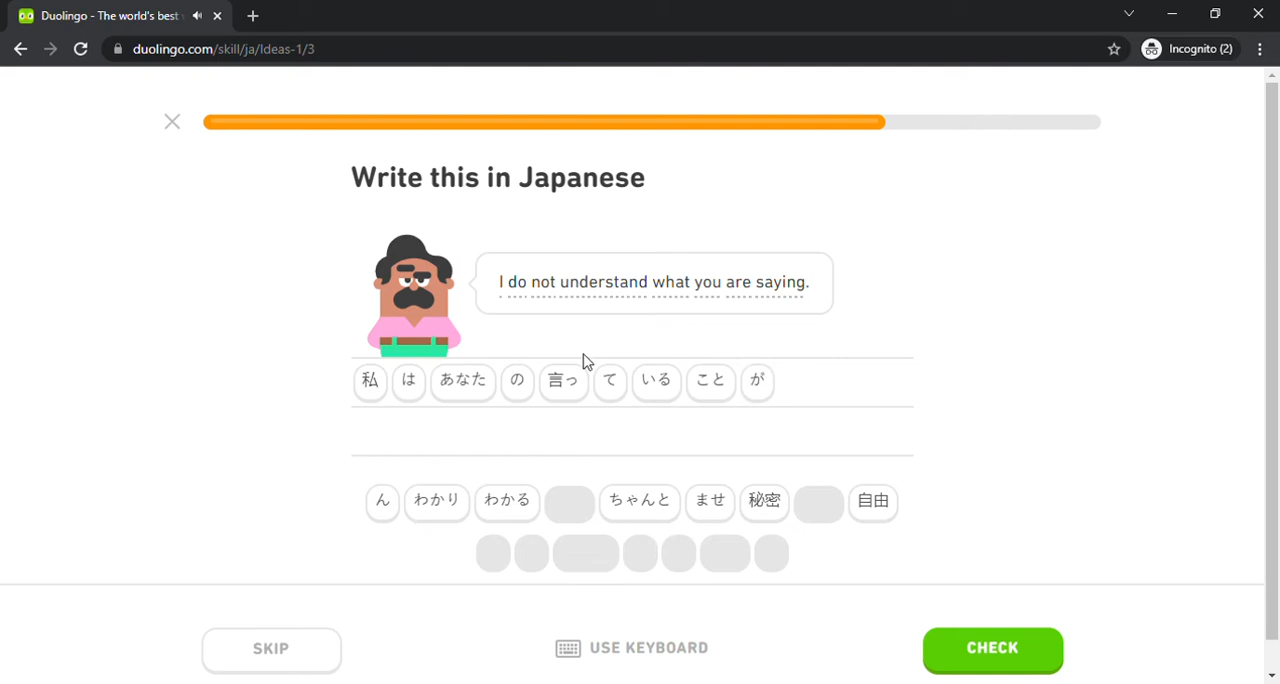 Duolingo - The world's best
duolingo.com/skill/ja/Ideas-1/3
Incognito (2)
Write this in Japanese
I do not understand what you are saying.
私 は あなた の 言っ て いる こと が
ん わかり わかる ちゃんと ませ 秘密 自由
SKIP
USE KEYBOARD
CHECK